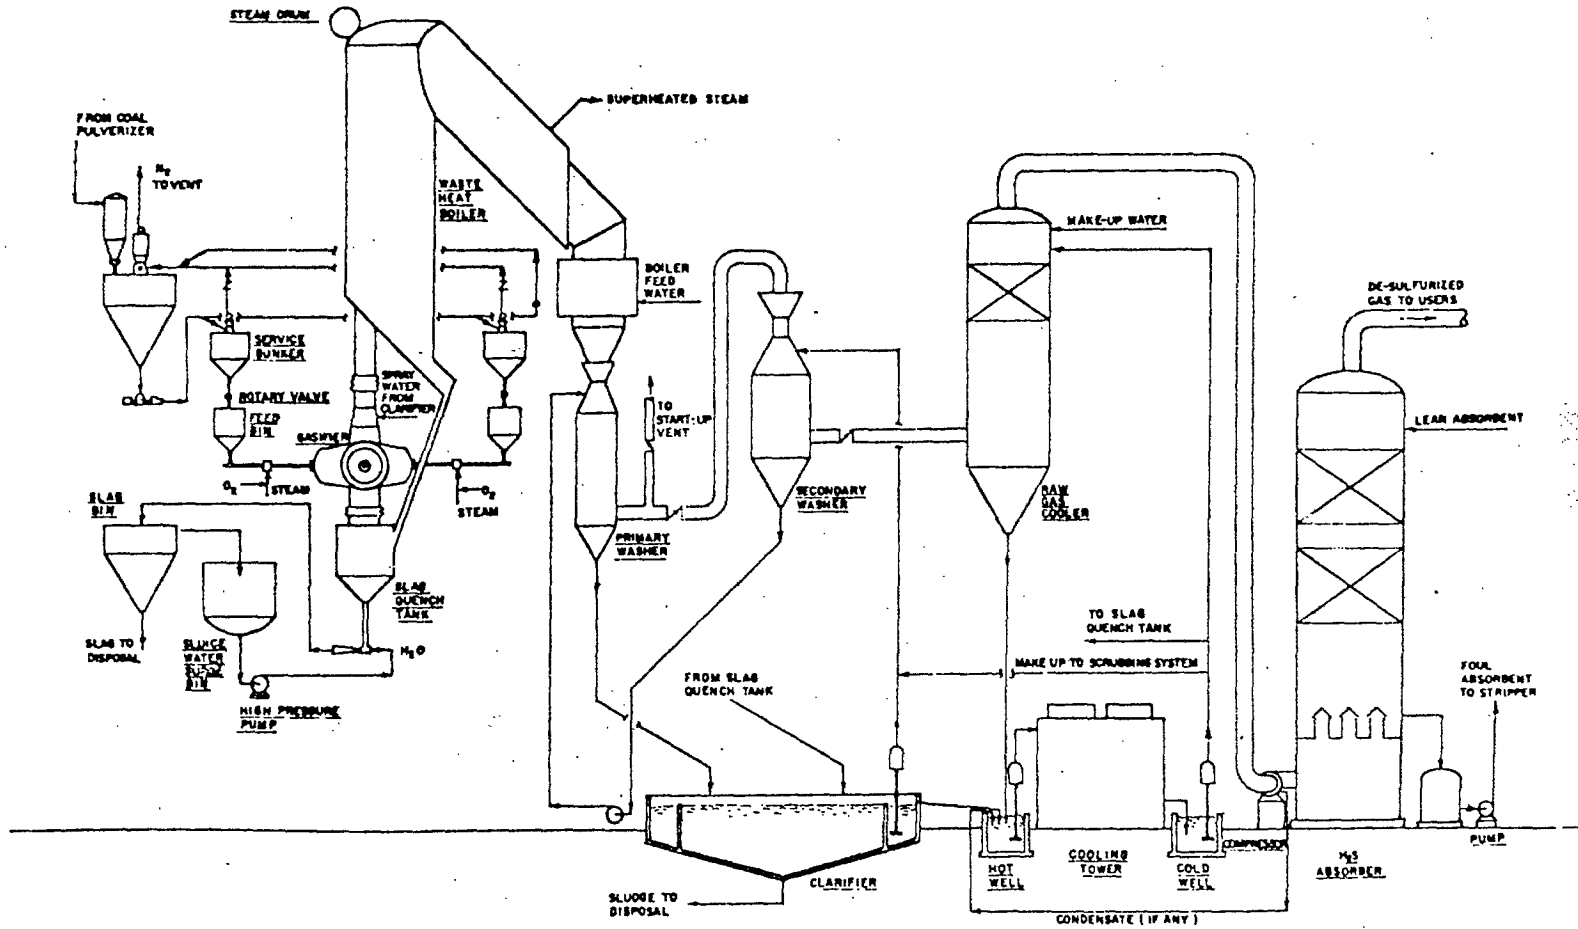 STEAM DRUM
SUPERHEATED STEAM
FROM COAL
PULVERIZER
N2
TO VENT
WASTE
HEAT
BOILER
MAKE-UP WATER
BOILER
FEED
WATER
DE-SULFURIZED
GAS TO USERS
SERVICE
BUNKER
SPRAY
WATER
FROM
CLARIFIER
ROTARY VALVE
FEED
BIN
GASIFIER
TO
START-UP
VENT
LEAN ABSORBENT
O2
STEAM
O2
STEAM
SLAG
BIN
SECONDARY
WASHER
RAW
GAS
COOLER
PRIMARY
WASHER
SLAG
QUENCH
TANK
SLAG TO
DISPOSAL
SLUICE
WATER
SURGE
BIN
H2O
HIGH PRESSURE
PUMP
TO SLAG
QUENCH TANK
MAKE UP TO SCRUBBING SYSTEM
FROM SLAG
QUENCH TANK
FOUL
ABSORBENT
TO STRIPPER
PUMP
COMPRESSOR
H2S
ABSORBER
HOT
WELL
COOLING
TOWER
COLD
WELL
CLARIFIER
SLUDGE TO
DISPOSAL
CONDENSATE (IF ANY)